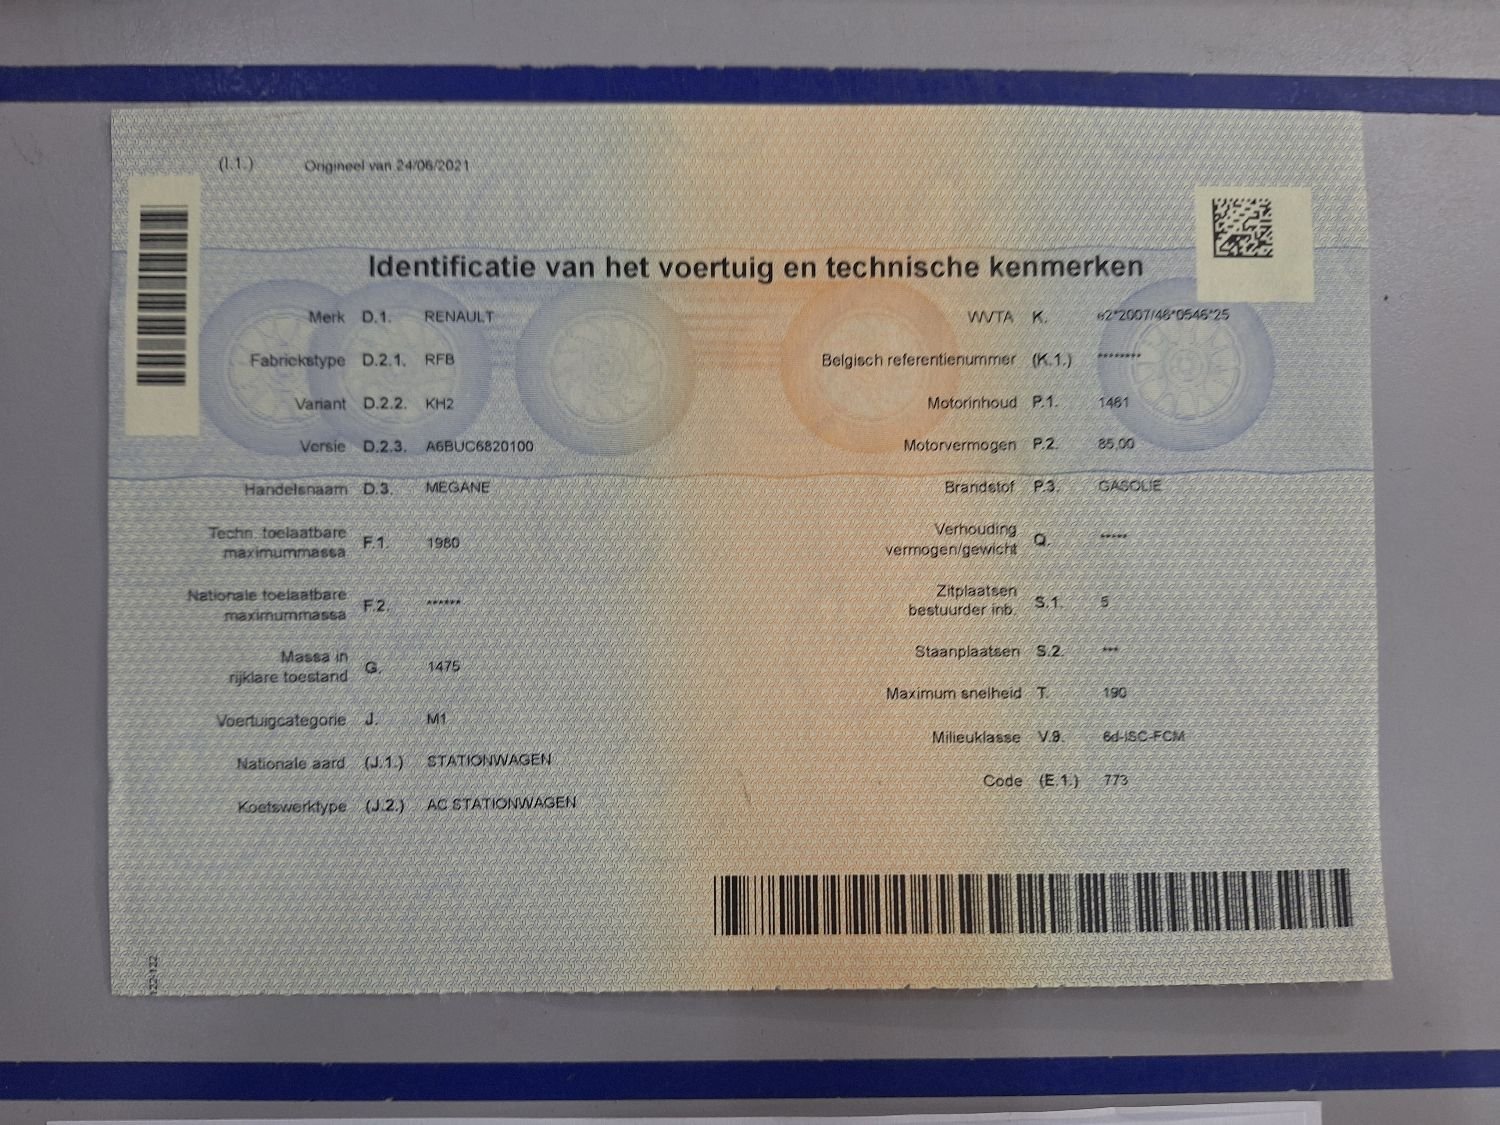 (I.1.) Origineel van 24/06/2021
Identificatie van het voertuig en technische kenmerken
Merk D.1. RENAULT
Fabrickstype D.2.1. RFB
Variant D.2.2. KH2
Versie D.2.3. A6BUC6820100
Handelsnaam D.3. MEGANE
Techn. toelaatbare
maximummassa F.1. 1980
Nationale toelaatbare
maximummassa F.2. ******
Massa in
rijklare toestand G. 1475
Voertuigcategorie J. M1
Nationale aard (J.1.) STATIONWAGEN
Koetswerktype (J.2.) AC STATIONWAGEN
WVTA K. e2*2007/46*0546*25
Belgisch referentienummer (K.1.) ********
Motorinhoud P.1. 1461
Motorvermogen P.2. 85.00
Brandstof P.3. GASOLIE
Verhouding
vermogen/gewicht Q. *****
Zitplaatsen
bestuurder inb. S.1. 5
Staanplaatsen S.2. ***
Maximum snelheid T. 190
Milieuklasse V.9. 6d-ISC-FCM
Code (E.1.) 773
122-122